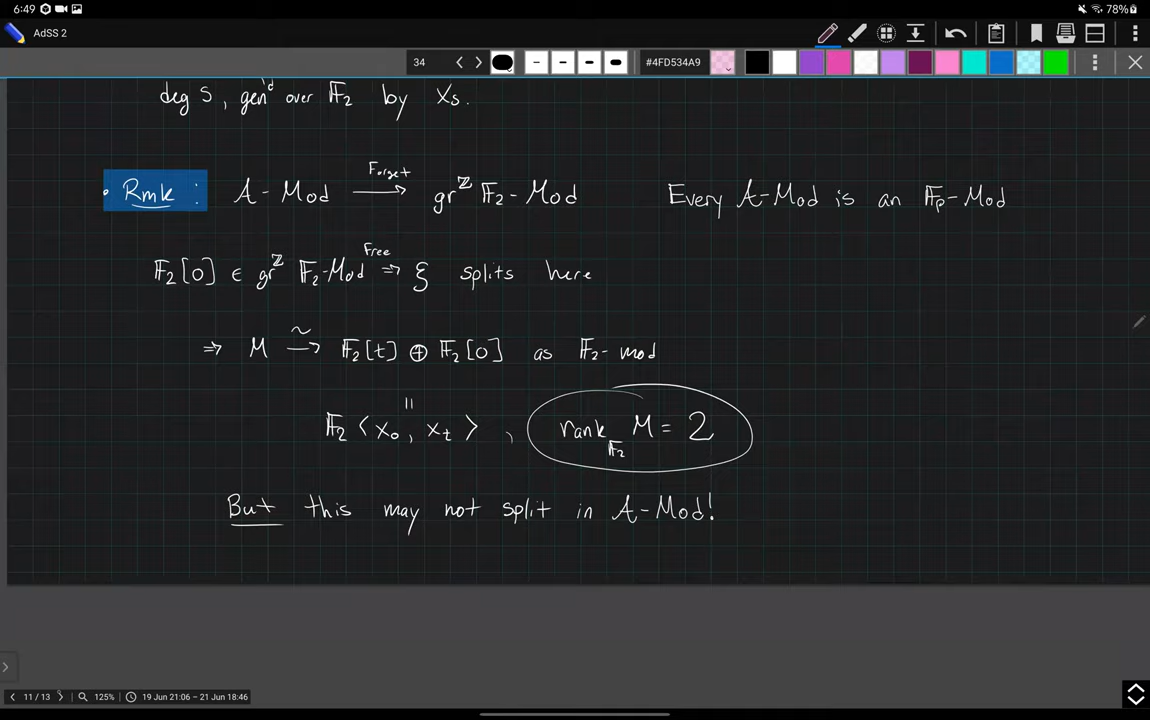 6:49 78%
AdSS 2
34 #4FD534A9
deg s, gen'd over 𝔽₂ by xₛ.
• Rmk : A-Mod —Forget→ gr^ℤ 𝔽₂-Mod Every A-Mod is an 𝔽ₚ-Mod
𝔽₂[0] ∈ gr^ℤ 𝔽₂-Mod^Free ⇒ ξ splits here
⇒ M →^~ 𝔽₂[t] ⊕ 𝔽₂[0] as 𝔽₂-mod
𝔽₂⟨x₀, xₜ⟩ , rank_𝔽₂ M = 2
But this may not split in A-Mod!
11 / 13 125% 19 Jun 21:06 – 21 Jun 18:46